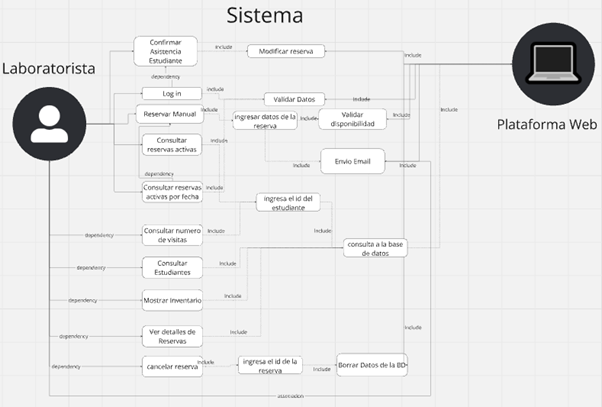 Sistema
Laboratorista
Plataforma Web
Confirmar
Asistencia
Estudiante
Include
Modificar reserva
Include
dependency
Log in
Include
Validar Datos
Include
Reservar Manual
Include
ingresar datos de la
reserva
Include
Validar
disponibilidad
Include
Include
Consultar
reservas activas
Include
Envio Email
Include
dependency
Consultar reservas
activas por fecha
Include
ingresa el id del
estudiante
Include
dependency
Consultar numero
de visitas
Include
consulta a la base
de datos
dependency
Consultar
Estudiantes
Include
dependency
Mostrar Inventario
Include
dependency
Ver detalles de
Reservas
Include
Include
dependency
cancelar reserva
Include
ingresa el id de la
reserva
Include
Borrar Datos de la BD